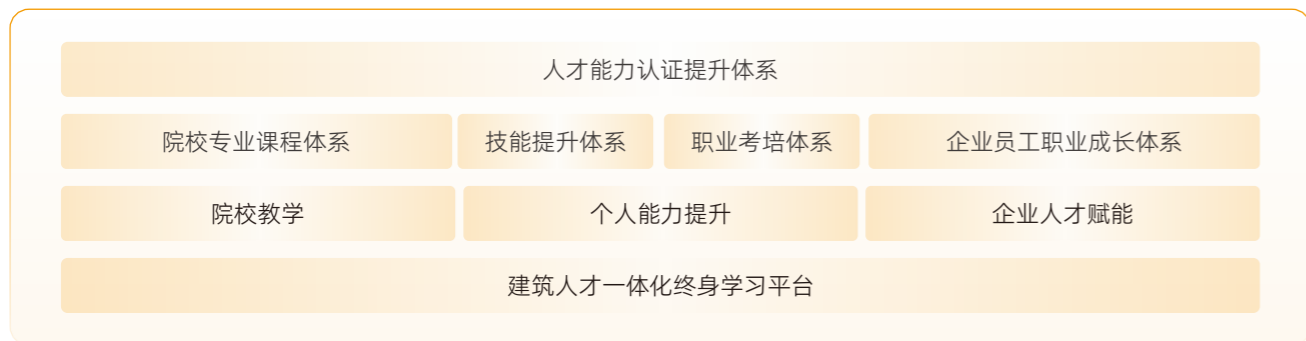 人才能力认证提升体系
院校专业课程体系 技能提升体系 职业考培体系 企业员工职业成长体系
院校教学 个人能力提升 企业人才赋能
建筑人才一体化终身学习平台